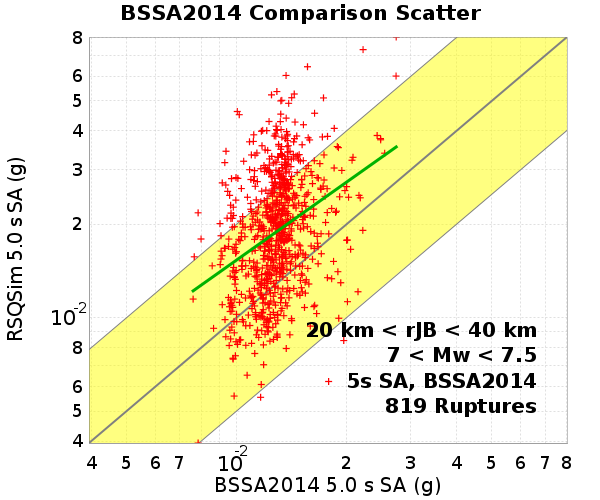 BSSA2014 Comparison Scatter
8
6
5
4
3
2
10⁻²
8
6
5
4
RSQSim 5.0 s SA (g)
20 km < rJB < 40 km
7 < Mw < 7.5
5s SA, BSSA2014
819 Ruptures
4 5 6 7 10⁻² 2 3 4 5 6 7 8
BSSA2014 5.0 s SA (g)